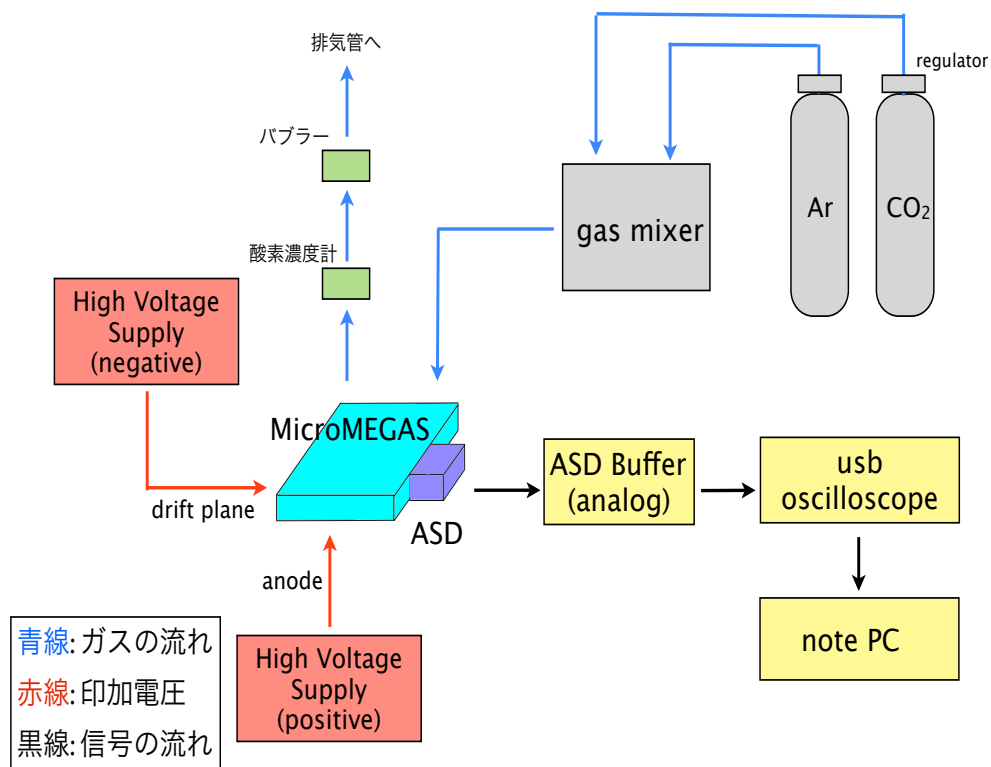 排気管へ
regulator
バブラー
Ar
CO₂
gas mixer
酸素濃度計
High Voltage
Supply
(negative)
MicroMEGAS
drift plane
ASD
ASD Buffer
(analog)
usb
oscilloscope
anode
note PC
High Voltage
Supply
(positive)
青線: ガスの流れ
赤線: 印加電圧
黒線: 信号の流れ